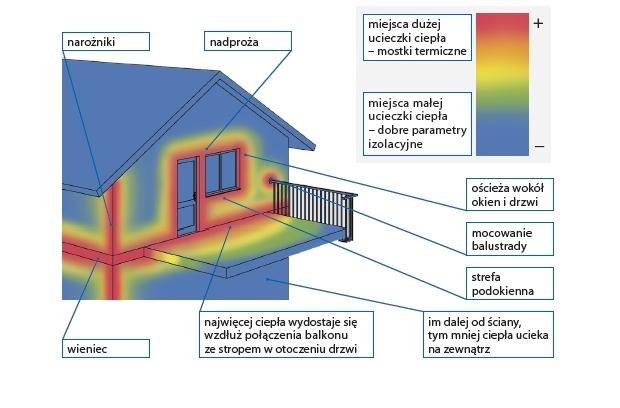 narożniki
nadproża
miejsca dużej
ucieczki ciepła
– mostki termiczne
+
miejsca małej
ucieczki ciepła
– dobre parametry
izolacyjne
–
ościeża wokół
okien i drzwi
mocowanie
balustrady
strefa
podokienna
wieniec
najwięcej ciepła wydostaje się
wzdłuż połączenia balkonu
ze stropem w otoczeniu drzwi
im dalej od ściany,
tym mniej ciepła ucieka
na zewnątrz